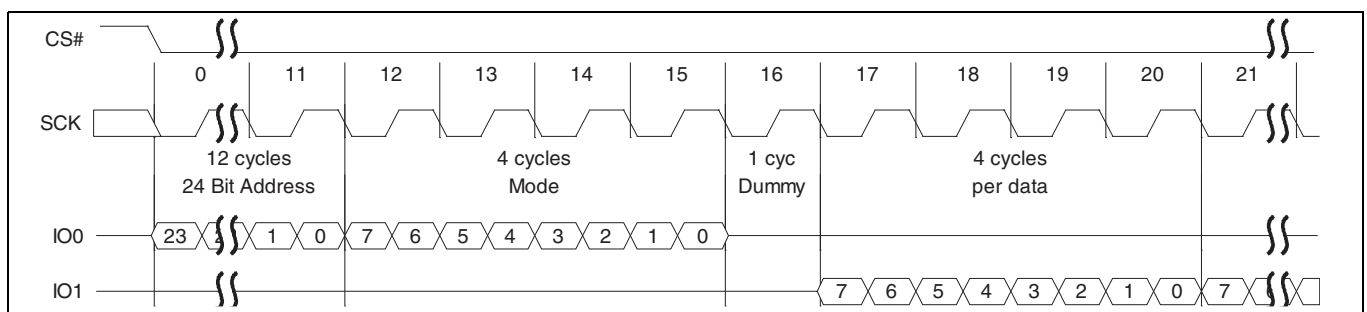 CS#
0 11 12 13 14 15 16 17 18 19 20 21
SCK
12 cycles 4 cycles 1 cyc 4 cycles
24 Bit Address Mode Dummy per data
IO0 23 1 0 7 6 5 4 3 2 1 0
IO1 7 6 5 4 3 2 1 0 7